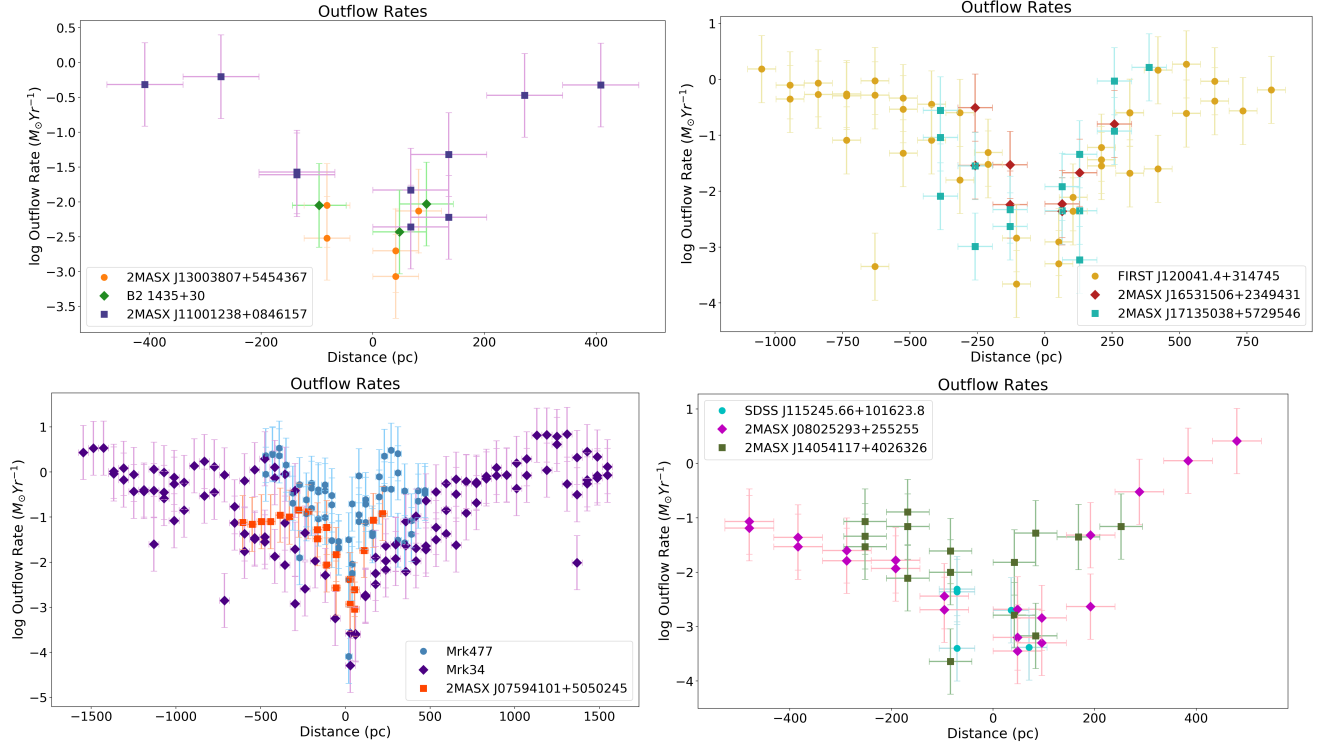 Outflow Rates
log Outflow Rate (M⊙Yr⁻¹)
0.5
0.0
−0.5
−1.0
−1.5
−2.0
−2.5
−3.0
−3.5
2MASX J13003807+5454367
B2 1435+30
2MASX J11001238+0846157
−400
−200
0
200
400
Distance (pc)
Outflow Rates
log Outflow Rate (M⊙Yr⁻¹)
1
0
−1
−2
−3
−4
FIRST J120041.4+314745
2MASX J16531506+2349431
2MASX J17135038+5729546
−1000
−750
−500
−250
0
250
500
750
Distance (pc)
Outflow Rates
log Outflow Rate (M⊙Yr⁻¹)
1
0
−1
−2
−3
−4
−5
Mrk477
Mrk34
2MASX J07594101+5050245
−1500
−1000
−500
0
500
1000
1500
Distance (pc)
Outflow Rates
log Outflow Rate (M⊙Yr⁻¹)
1
0
−1
−2
−3
−4
SDSS J115245.66+101623.8
2MASX J08025293+255255
2MASX J14054117+4026326
−400
−200
0
200
400
Distance (pc)